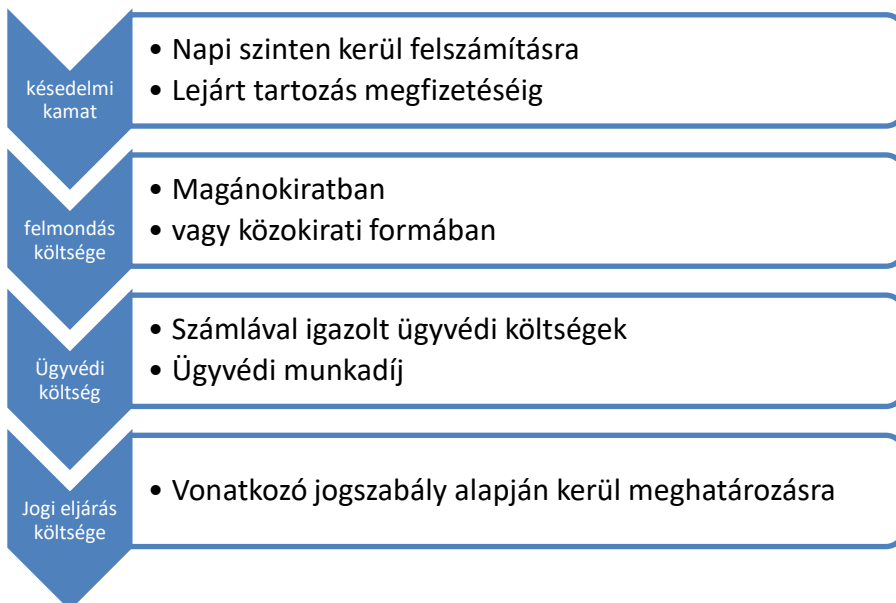 késedelmi
kamat
• Napi szinten kerül felszámításra
• Lejárt tartozás megfizetéséig
felmondás
költsége
• Magánokiratban
• vagy közokirati formában
Ügyvédi
költség
• Számlával igazolt ügyvédi költségek
• Ügyvédi munkadíj
Jogi eljárás
költsége
• Vonatkozó jogszabály alapján kerül meghatározásra